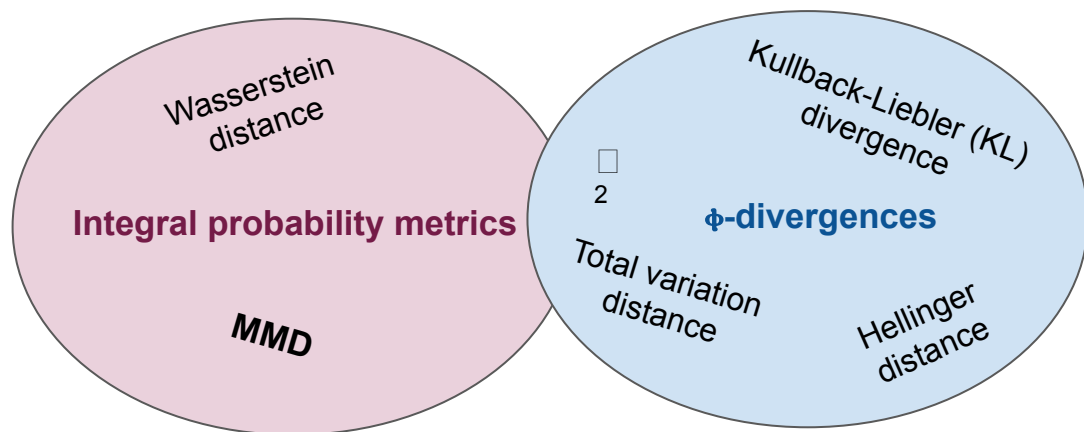 Wasserstein
distance
Integral probability metrics
MMD
Kullback-Liebler (KL)
divergence
□
2
ϕ-divergences
Total variation
distance
Hellinger
distance